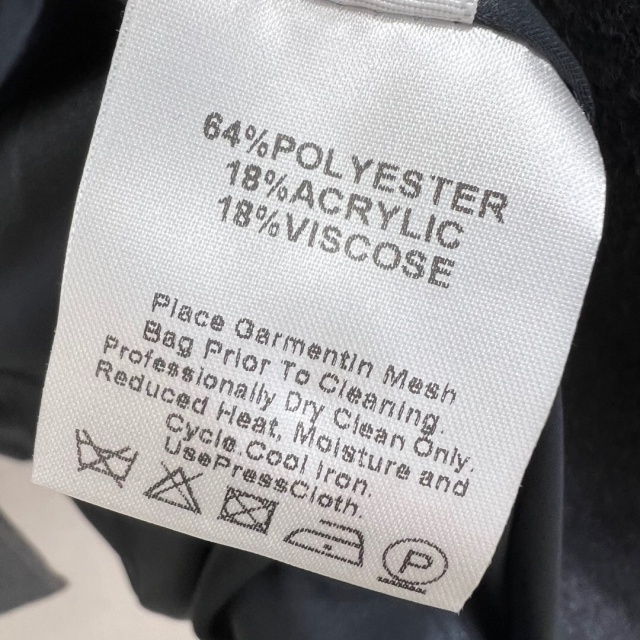 64%POLYESTER
18%ACRYLIC
18%VISCOSE
Place Garmentin Mesh
Bag Prior To Cleaning.
Professionally Dry Clean Only.
Reduced Heat, Moisture and
Cycle.Cool Iron.
UsePressCloth.
P